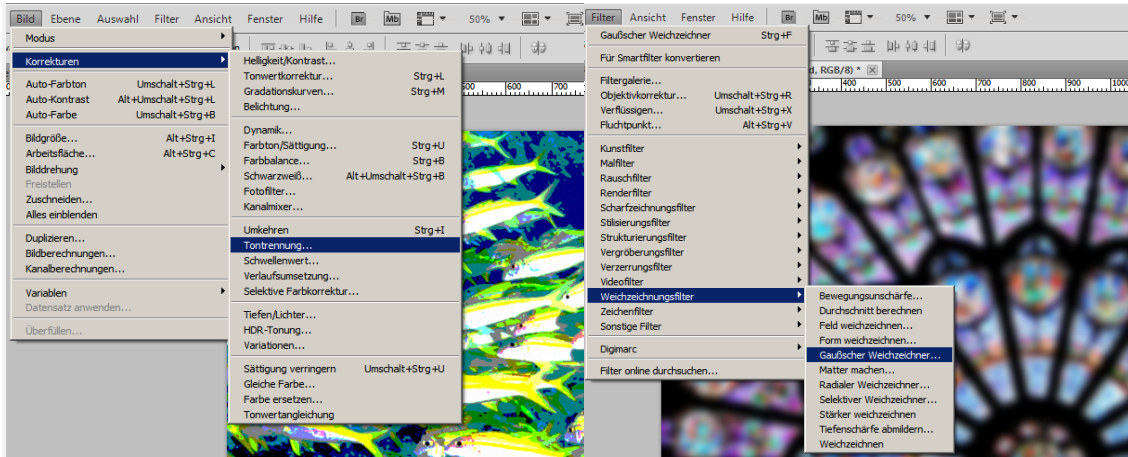 Bild Ebene Auswahl Filter Ansicht Fenster Hilfe Br Mb 50%
Modus
Korrekturen
Auto-Farbton Umschalt+Strg+L
Auto-Kontrast Alt+Umschalt+Strg+L
Auto-Farbe Umschalt+Strg+B
Bildgröße... Alt+Strg+I
Arbeitsfläche... Alt+Strg+C
Bilddrehung
Freistellen
Zuschneiden...
Alles einblenden
Duplizieren...
Bildberechnungen...
Kanalberechnungen...
Variablen
Datensatz anwenden...
Überfüllen...
Helligkeit/Kontrast...
Tonwertkorrektur... Strg+L
Gradationskurven... Strg+M
Belichtung...
Dynamik...
Farbton/Sättigung... Strg+U
Farbbalance... Strg+B
Schwarzweiß... Alt+Umschalt+Strg+B
Fotofilter...
Kanalmixer...
Umkehren Strg+I
Tontrennung...
Schwellenwert...
Verlaufsumsetzung...
Selektive Farbkorrektur...
Tiefen/Lichter...
HDR-Tonung...
Variationen...
Sättigung verringern Umschalt+Strg+U
Gleiche Farbe...
Farbe ersetzen...
Tonwertangleichung
500 600 700
Filter Ansicht Fenster Hilfe Br Mb 50%
Gaußscher Weichzeichner Strg+F
Für Smartfilter konvertieren
Filtergalerie...
Objektivkorrektur... Umschalt+Strg+R
Verflüssigen... Umschalt+Strg+X
Fluchtpunkt... Alt+Strg+V
Kunstfilter
Malfilter
Rauschfilter
Renderfilter
Scharfzeichnungsfilter
Stilisierungsfilter
Strukturierungsfilter
Vergröberungsfilter
Verzerrungsfilter
Videofilter
Weichzeichnungsfilter
Zeichenfilter
Sonstige Filter
Digimarc
Filter online durchsuchen...
d, RGB/8) *
400 500 600 700 800 900 1000
Bewegungsunschärfe...
Durchschnitt berechnen
Feld weichzeichnen...
Form weichzeichnen...
Gaußscher Weichzeichner...
Matter machen...
Radialer Weichzeichner...
Selektiver Weichzeichner...
Stärker weichzeichnen
Tiefenschärfe abmildern...
Weichzeichnen